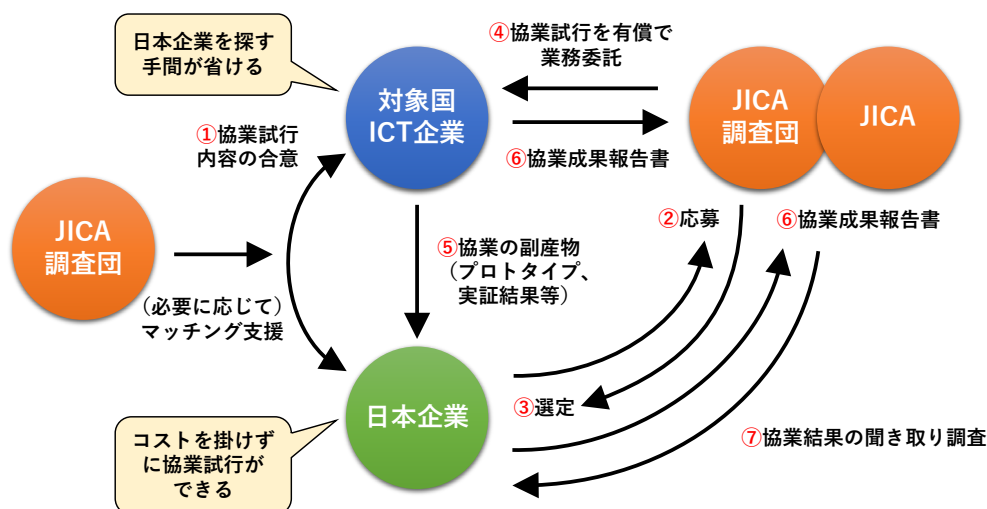 日本企業を探す
手間が省ける
対象国
ICT企業
④協業試行を有償で
業務委託
JICA
調査団
JICA
①協業試行
内容の合意
⑥協業成果報告書
JICA
調査団
②応募
⑥協業成果報告書
⑤協業の副産物
（プロトタイプ、
実証結果等）
（必要に応じて）
マッチング支援
日本企業
③選定
コストを掛けず
に協業試行が
できる
⑦協業結果の聞き取り調査